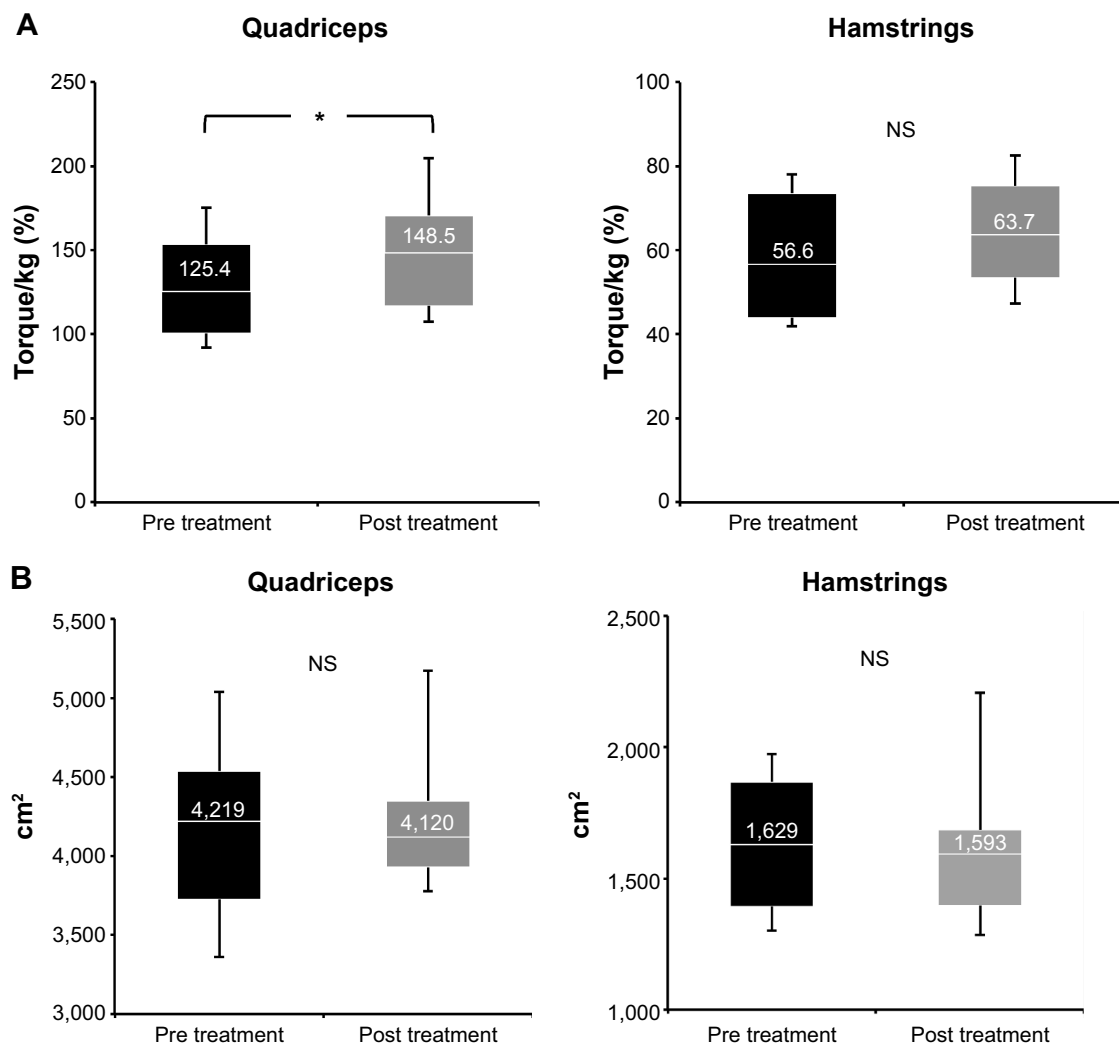 A
Quadriceps
Torque/kg (%)
250
200
150
100
50
0
*
125.4
148.5
Pre treatment
Post treatment
Hamstrings
Torque/kg (%)
100
80
60
40
20
0
NS
56.6
63.7
Pre treatment
Post treatment
B
Quadriceps
cm²
5,500
5,000
4,500
4,000
3,500
3,000
NS
4,219
4,120
Pre treatment
Post treatment
Hamstrings
cm²
2,500
2,000
1,500
1,000
NS
1,629
1,593
Pre treatment
Post treatment